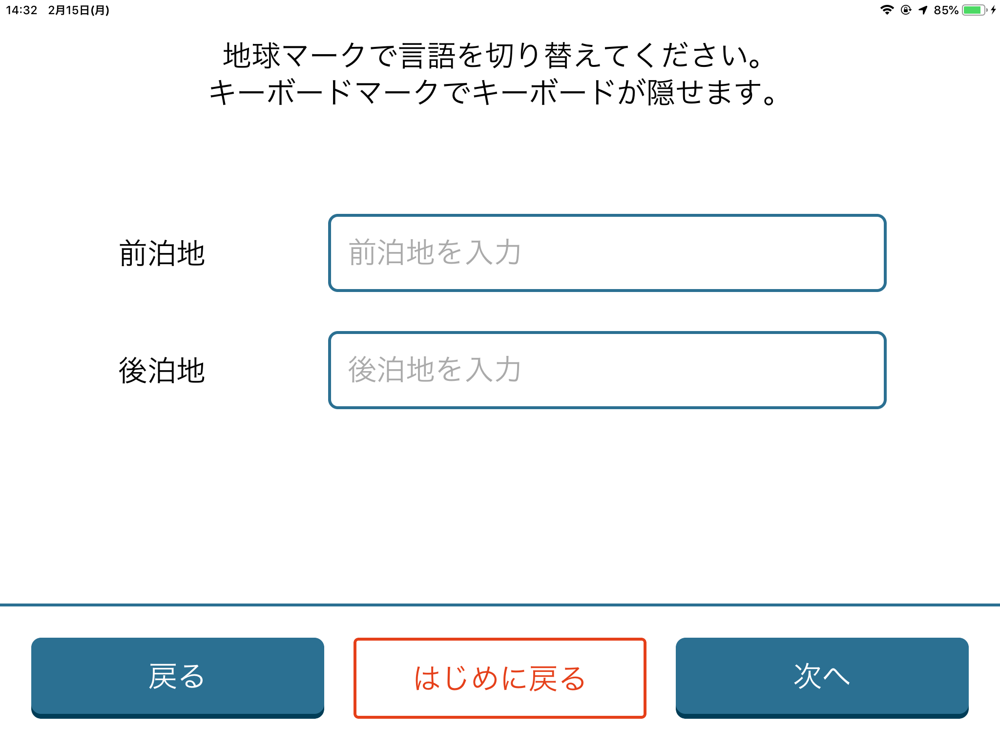 14:32 2月15日(月) 85%
地球マークで言語を切り替えてください。
キーボードマークでキーボードが隠せます。
前泊地 前泊地を入力
後泊地 後泊地を入力
戻る はじめに戻る 次へ